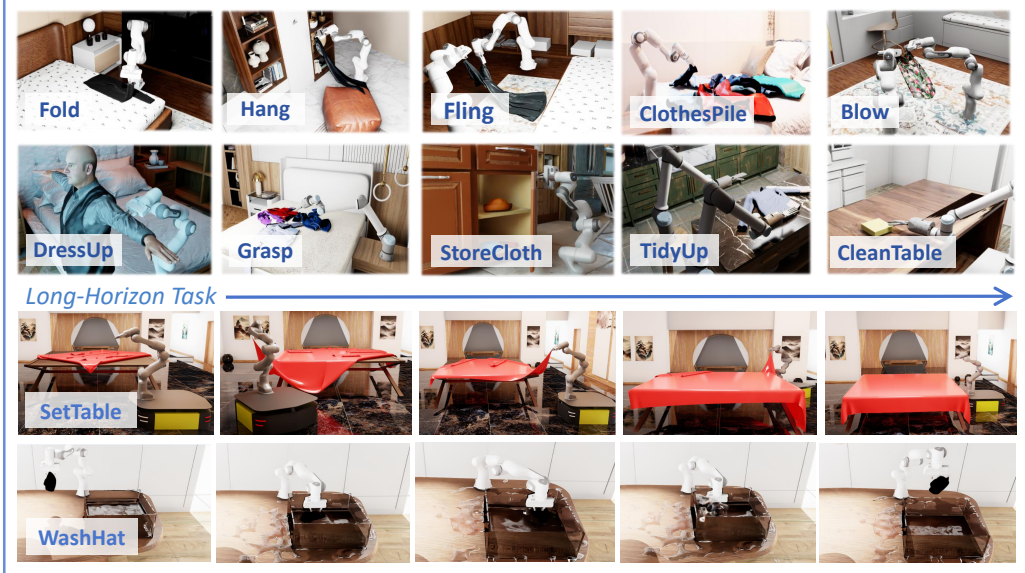 Fold
Hang
Fling
ClothesPile
Blow
DressUp
Grasp
StoreCloth
TidyUp
CleanTable
Long-Horizon Task
SetTable
WashHat